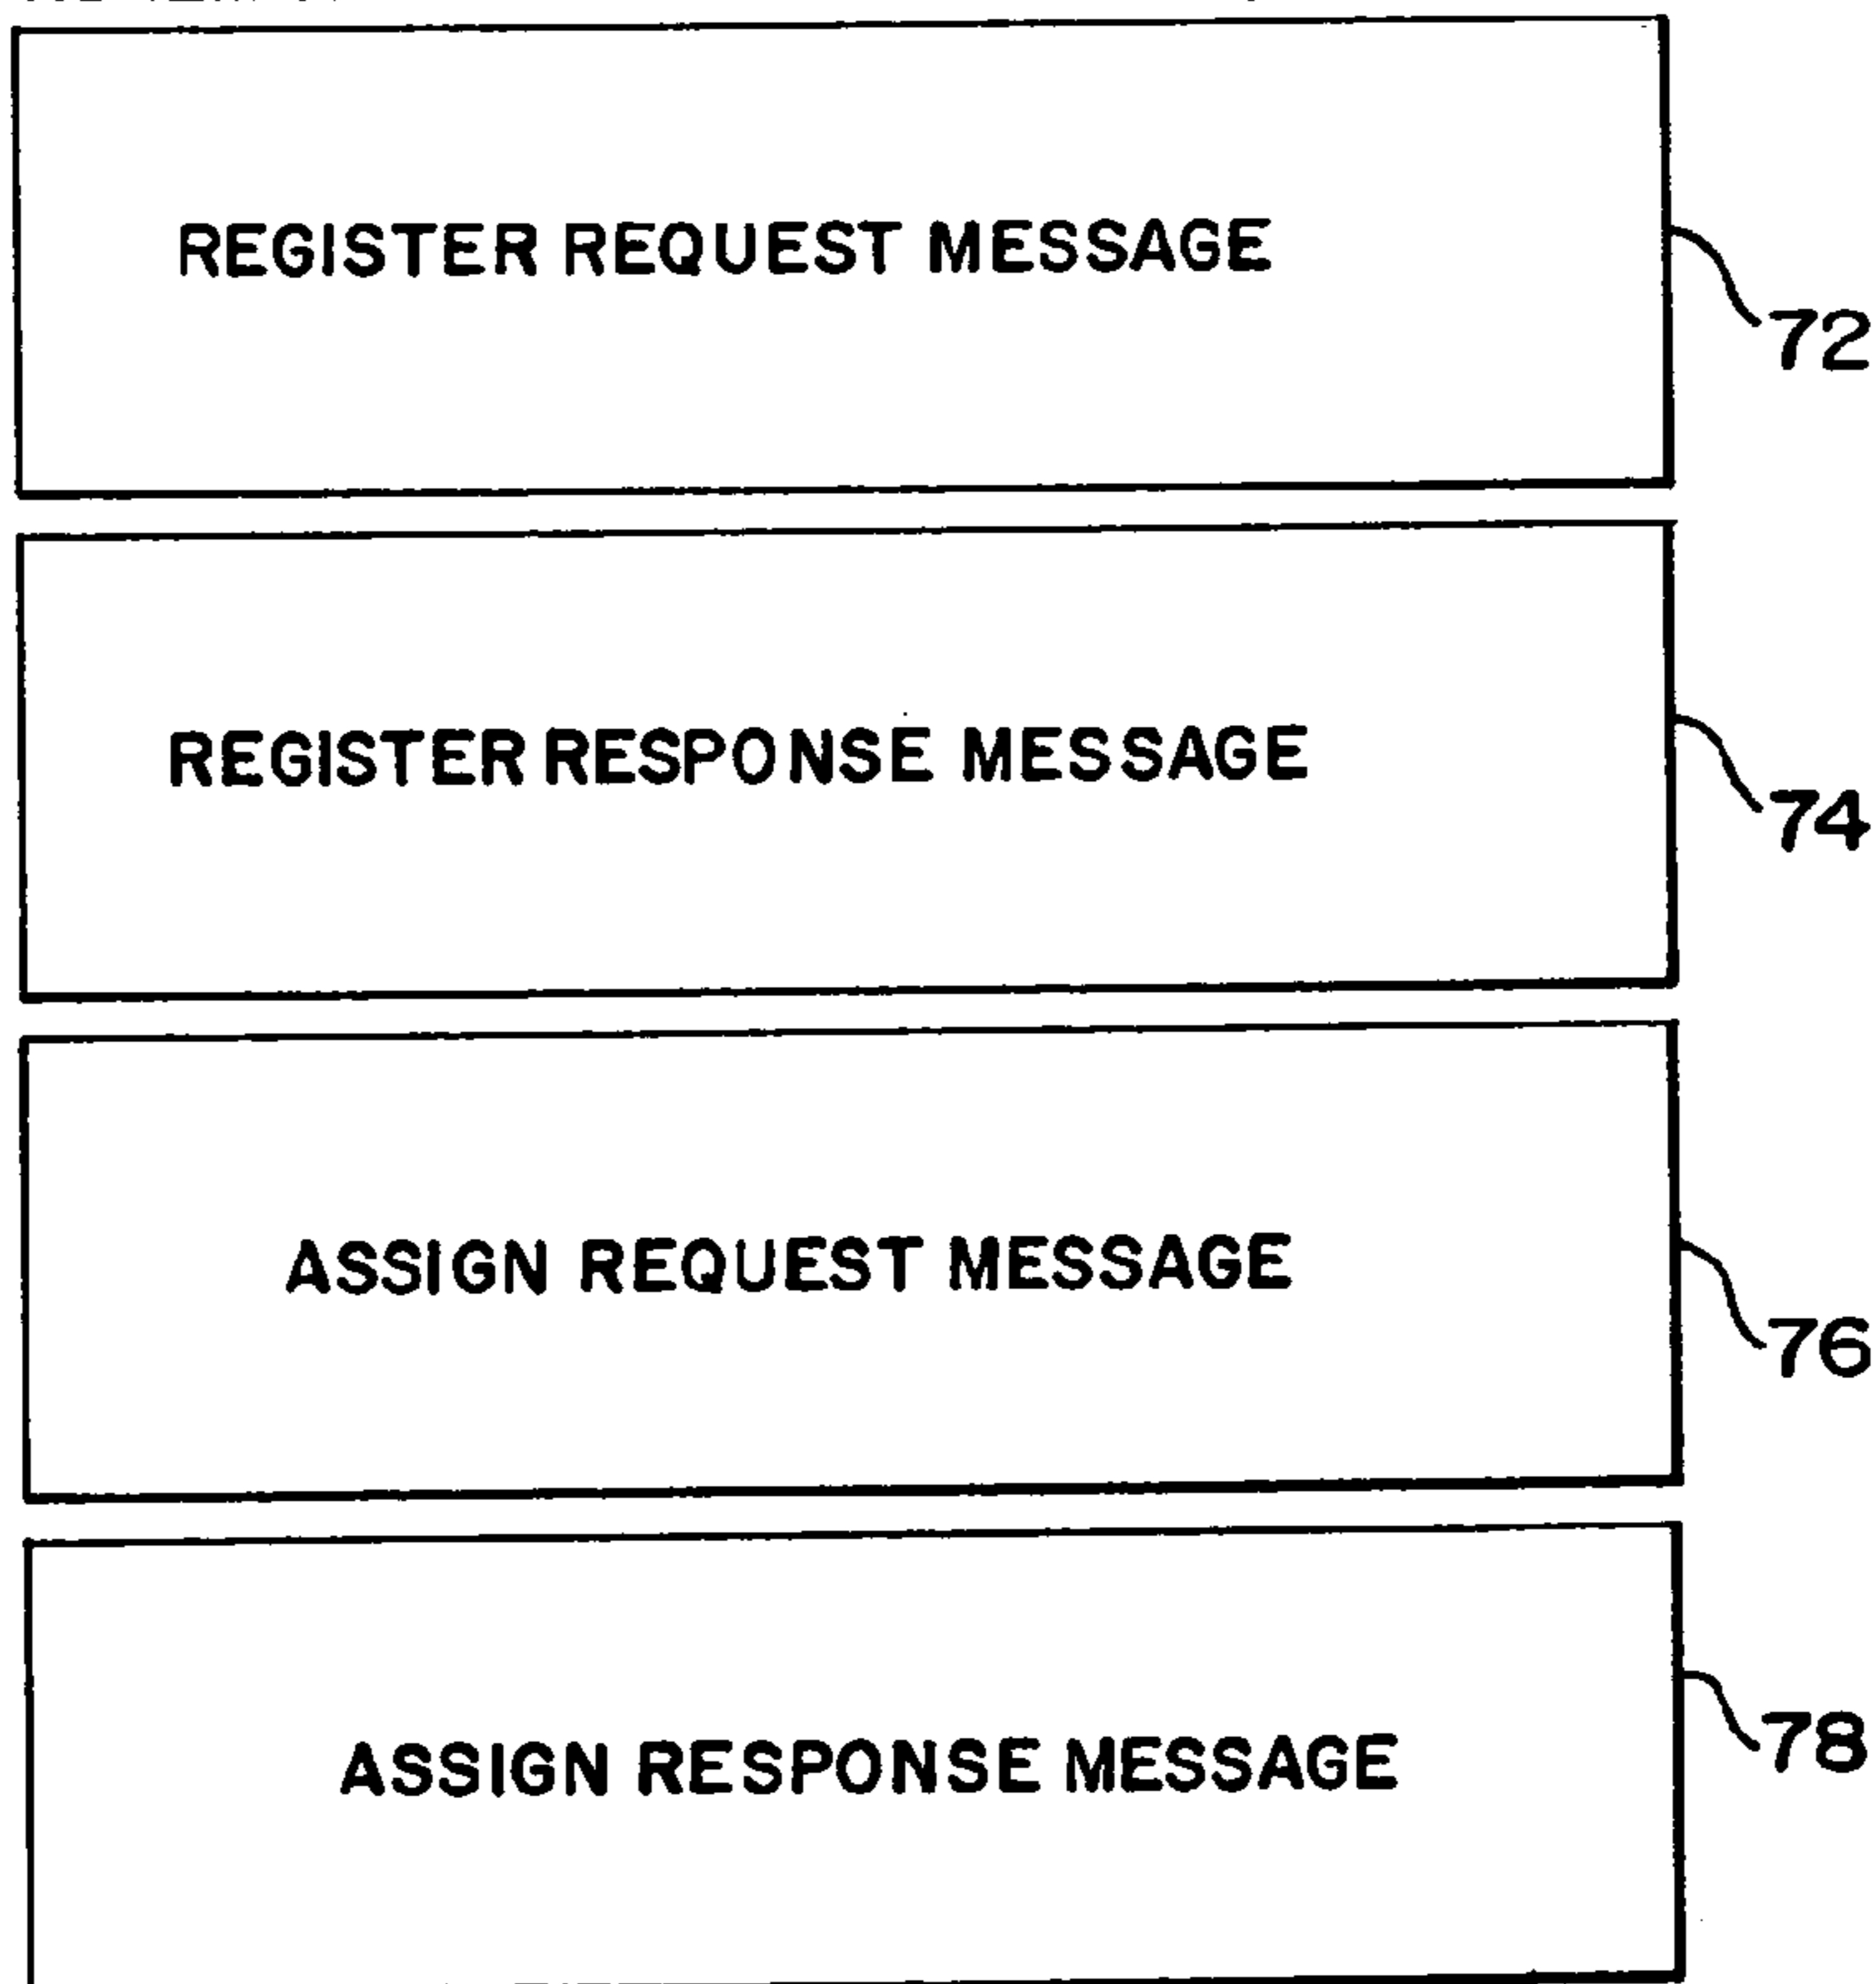 REGISTER REQUEST MESSAGE
72
REGISTER RESPONSE MESSAGE
74
ASSIGN REQUEST MESSAGE
76
ASSIGN RESPONSE MESSAGE
78